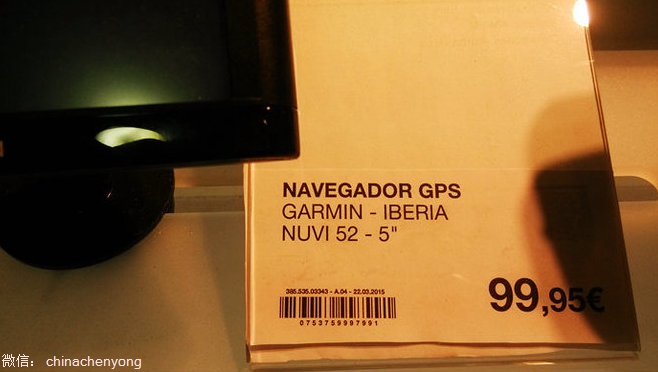 NAVEGADOR GPS
GARMIN - IBERIA
NUVI 52 - 5"
385.535.03343 - A.04 - 22.03.2015
0753759997991
99,95€
微信: chinachenyong